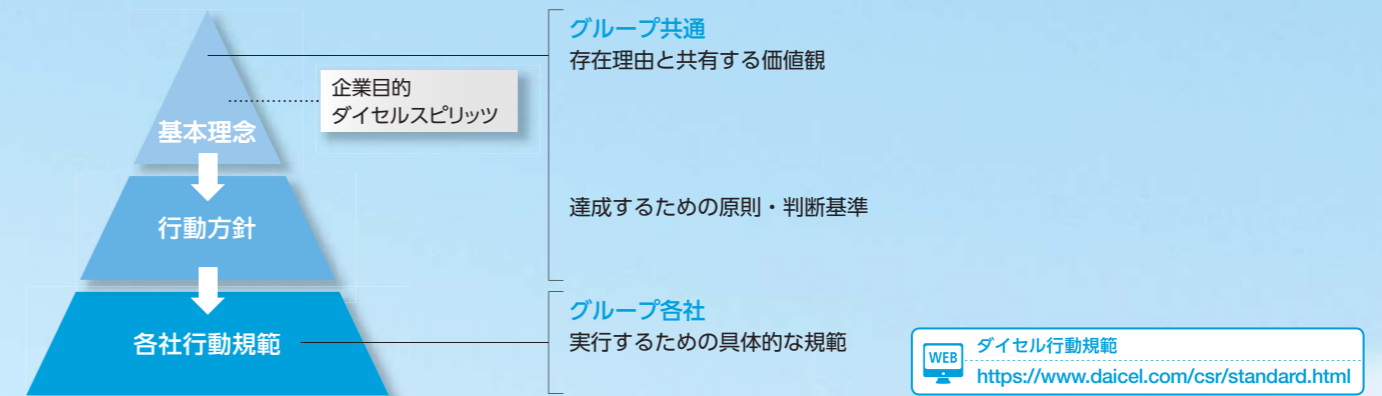 グループ共通
存在理由と共有する価値観
企業目的
ダイセルスピリッツ
基本理念
達成するための原則・判断基準
行動方針
グループ各社
実行するための具体的な規範
各社行動規範
WEB
ダイセル行動規範
https://www.daicel.com/csr/standard.html